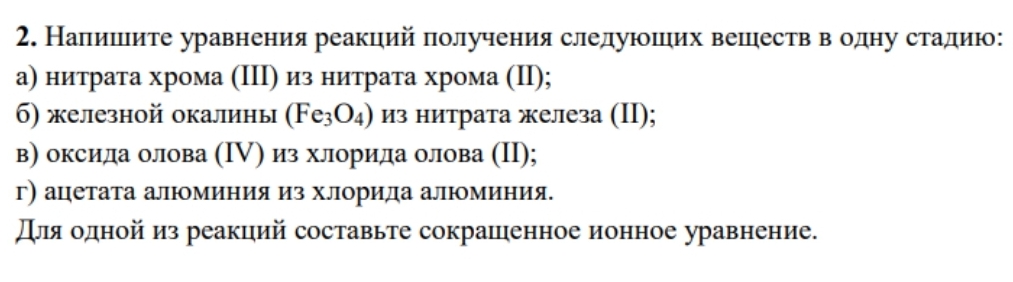 2. Напишите уравнения реакций получения следующих веществ в одну стадию:
а) нитрата хрома (III) из нитрата хрома (II);
б) железной окалины (Fe₃O₄) из нитрата железа (II);
в) оксида олова (IV) из хлорида олова (II);
г) ацетата алюминия из хлорида алюминия.
Для одной из реакций составьте сокращенное ионное уравнение.